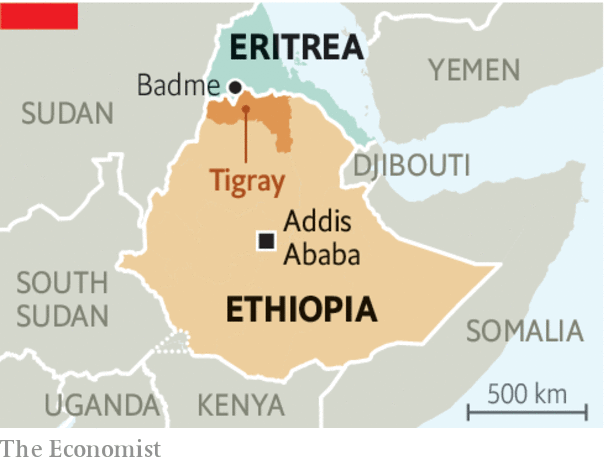 ERITREA
YEMEN
Badme
SUDAN
DJIBOUTI
Tigray
Addis
Ababa
SOUTH
SUDAN
ETHIOPIA
SOMALIA
500 km
UGANDA
KENYA
The Economist